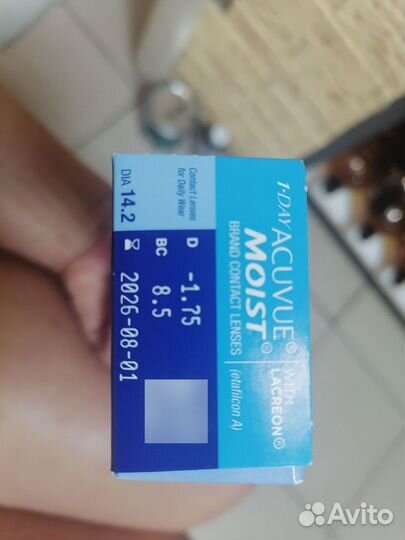 1-DAY ACUVUE® WITH
MOIST® LACREON®
BRAND CONTACT LENSES (etafilcon A)
Contact Lenses
for Daily Wear
D -1.75
BC 8.5
DIA 14.2
2026-08-01
Avito